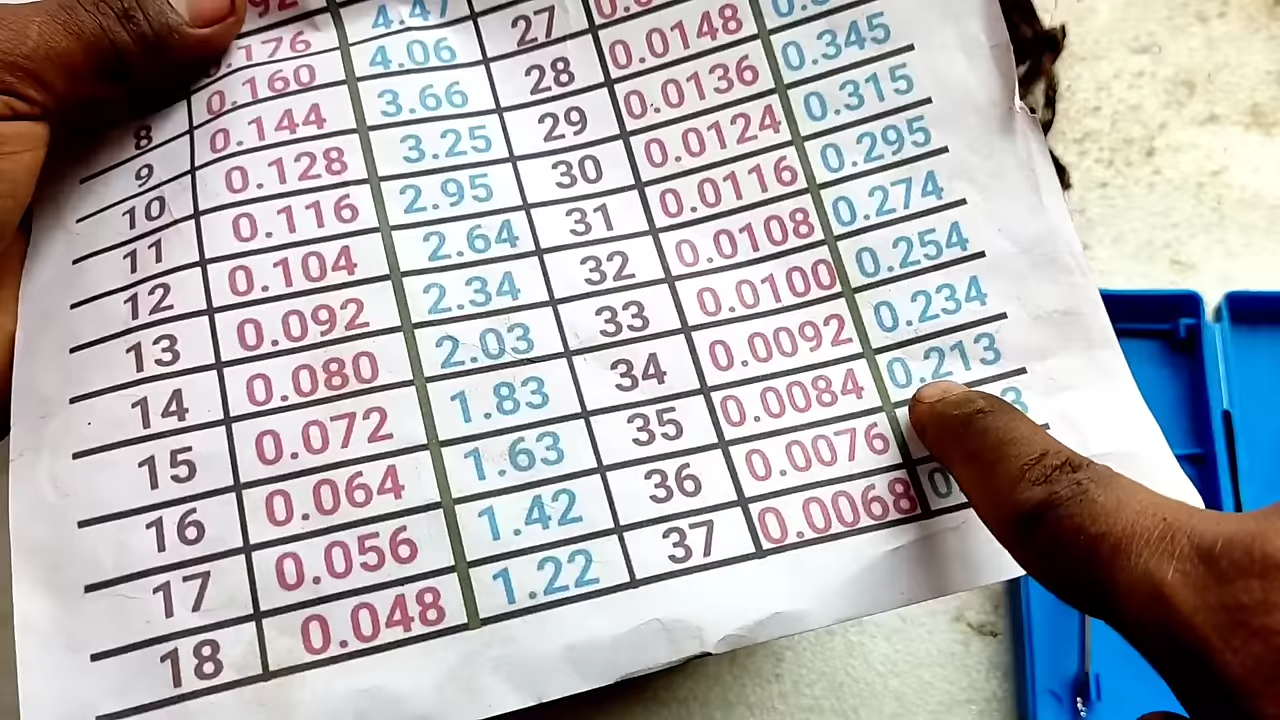 .176 4.47 27
8 0.160 4.06 28 0.0148
9 0.144 3.66 29 0.0136 0.345
10 0.128 3.25 30 0.0124 0.315
11 0.116 2.95 31 0.0116 0.295
12 0.104 2.64 32 0.0108 0.274
13 0.092 2.34 33 0.0100 0.254
14 0.080 2.03 34 0.0092 0.234
15 0.072 1.83 35 0.0084 0.213
16 0.064 1.63 36 0.0076
17 0.056 1.42 37 0.0068
18 0.048 1.22